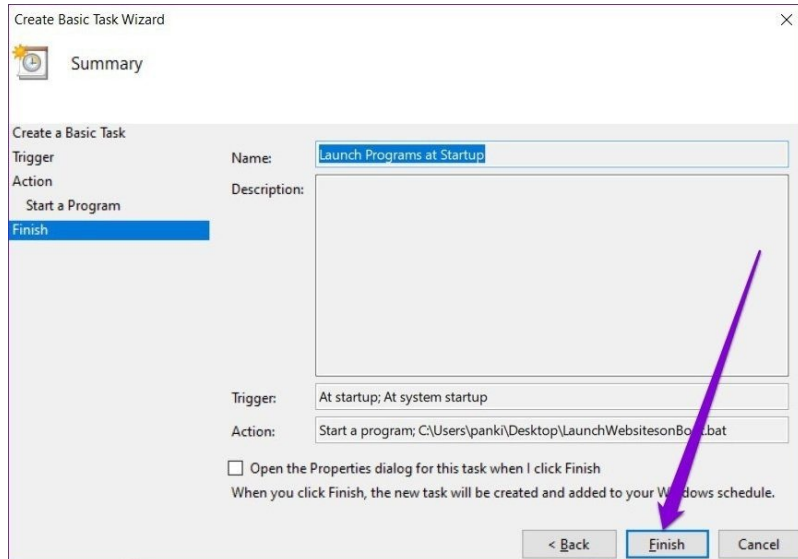 Create Basic Task Wizard
Summary
Create a Basic Task
Trigger
Action
Start a Program
Finish
Name:
Launch Programs at Startup
Description:
Trigger:
At startup; At system startup
Action:
Start a program; C:\Users\panki\Desktop\
Open the Properties dialog for this task when I click Finish
When you click Finish, the new task will be created and added to your Windows schedule.
< Back
Finish
Cancel